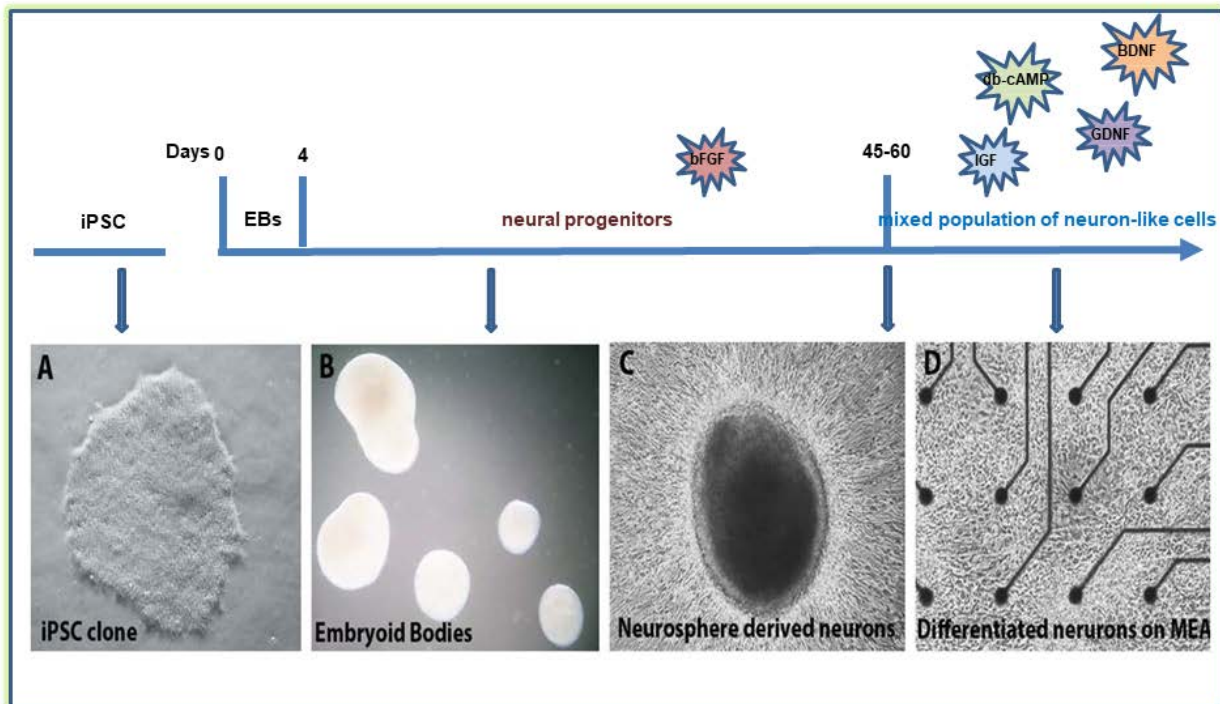 BDNF
db-cAMP
GDNF
IGF
bFGF
Days 0
4
45-60
iPSC
EBs
neural progenitors
mixed population of neuron-like cells
A
B
C
D
iPSC clone
Embryoid Bodies
Neurosphere derived neurons
Differentiated nerurons on MEA